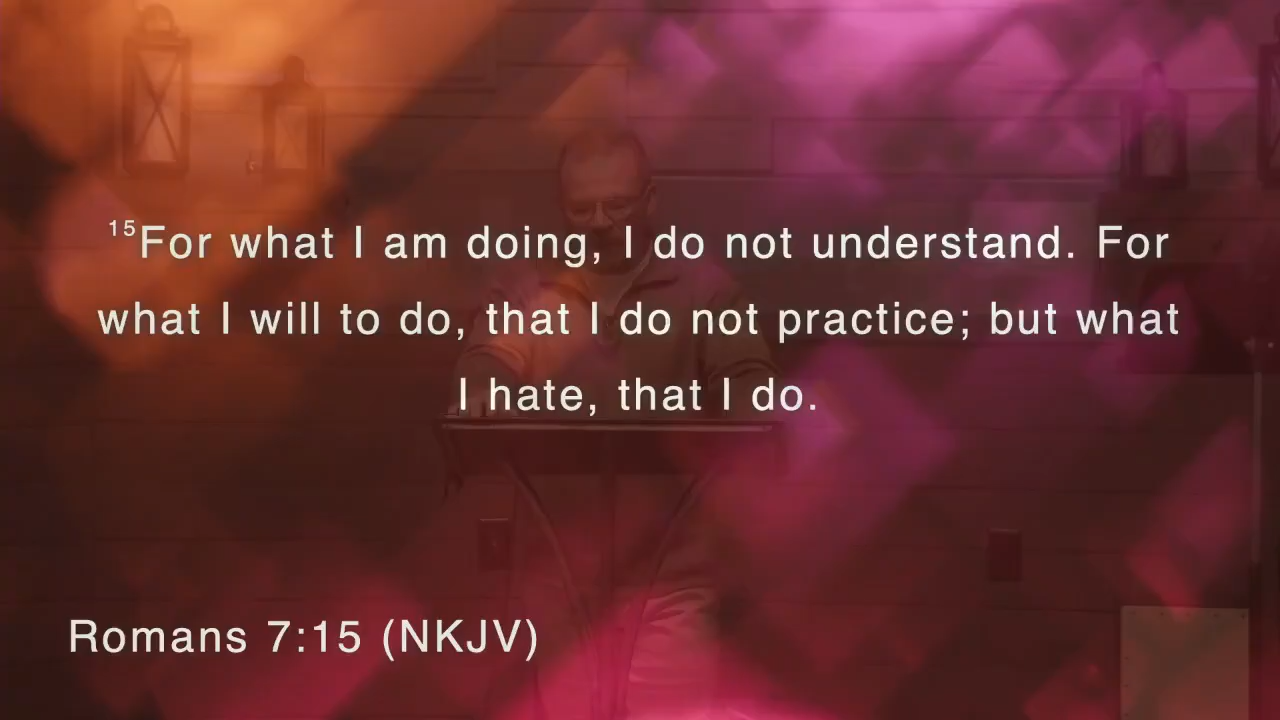 15For what I am doing, I do not understand. For
what I will to do, that I do not practice; but what
I hate, that I do.
Romans 7:15 (NKJV)